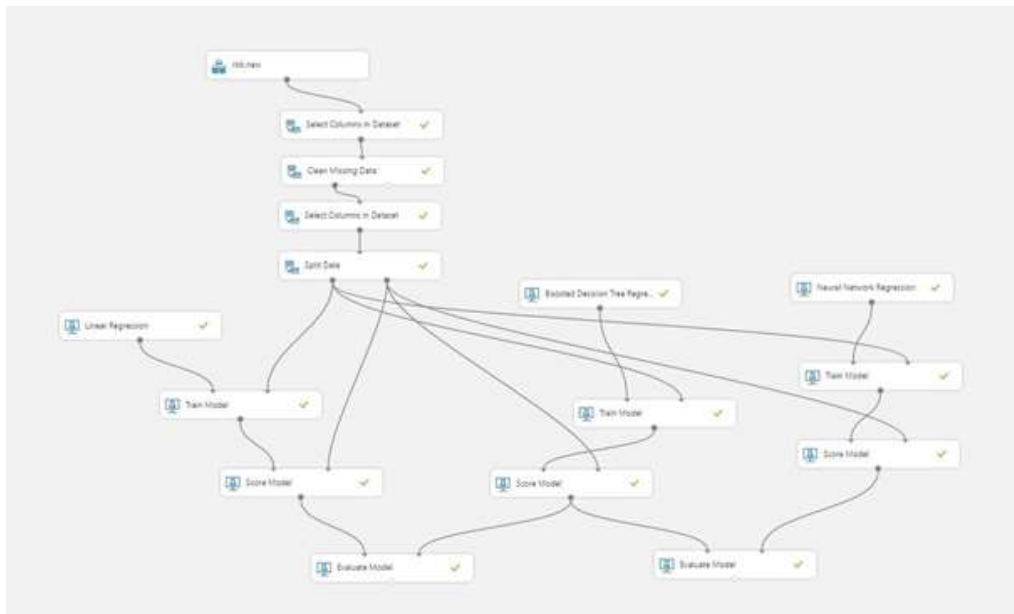 Select Columns in Dataset
Clean Missing Data
Select Columns in Dataset
Split Data
Boosted Decision Tree Regre...
Neural Network Regression
Linear Regression
Train Model
Train Model
Train Model
Score Model
Score Model
Score Model
Evaluate Model
Evaluate Model